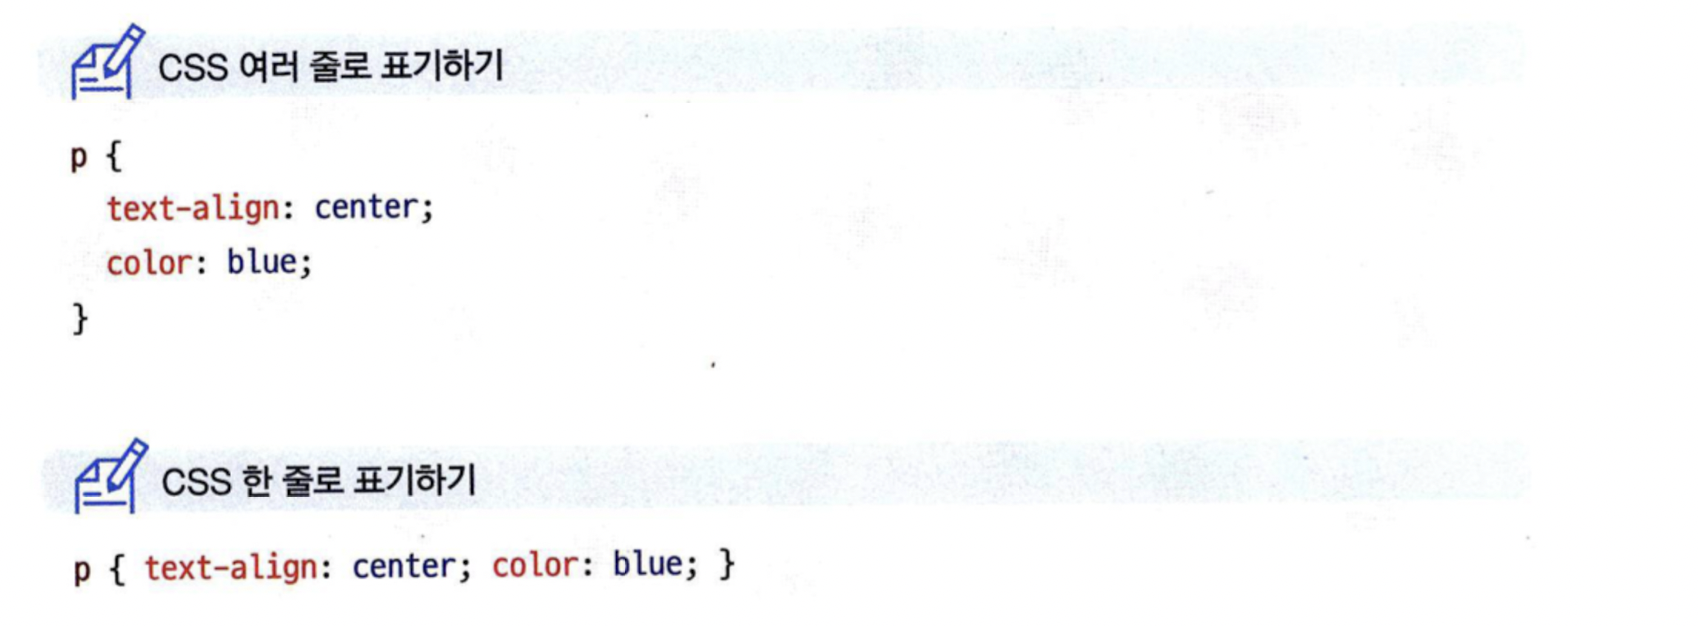 CSS 여러 줄로 표기하기
p {
  text-align: center;
  color: blue;
}
CSS 한 줄로 표기하기
p { text-align: center; color: blue; }